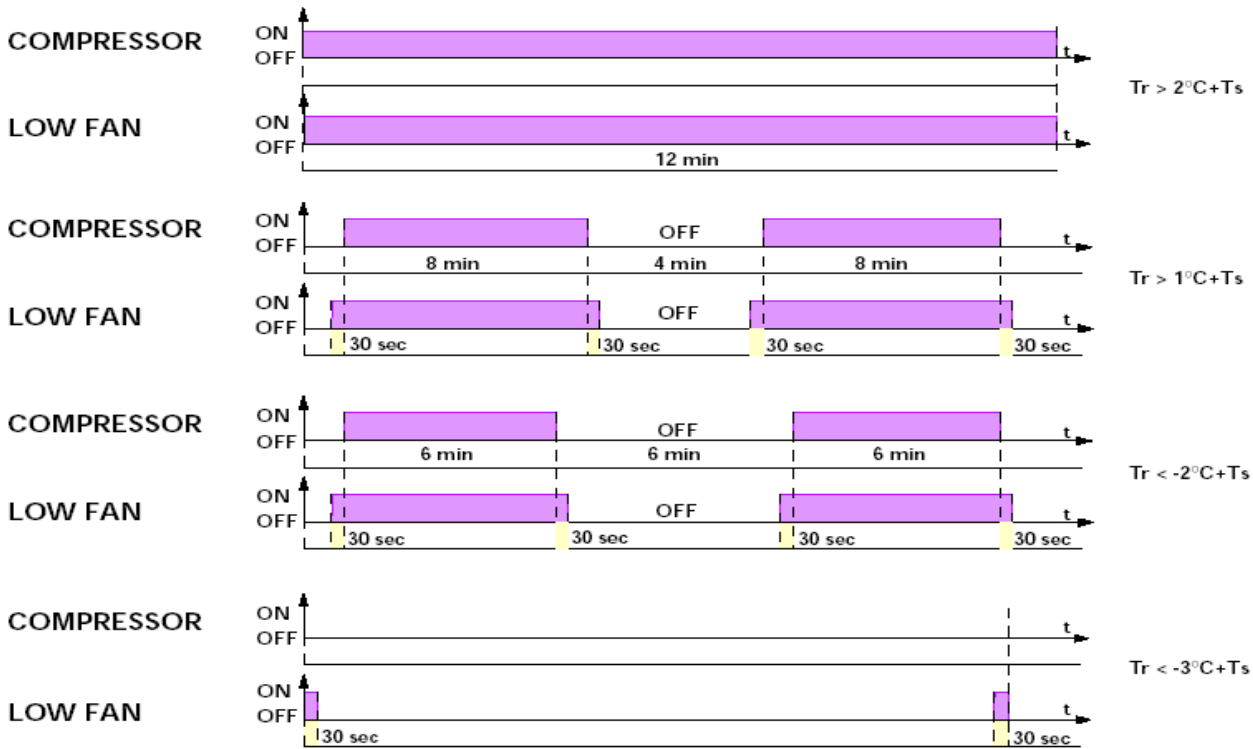 COMPRESSOR ON
OFF t
Tr > 2°C+Ts
LOW FAN ON
OFF t
12 min
COMPRESSOR ON OFF
OFF t
8 min 4 min 8 min
Tr > 1°C+Ts
LOW FAN ON OFF
OFF t
30 sec 30 sec 30 sec 30 sec
COMPRESSOR ON OFF
OFF t
6 min 6 min 6 min
Tr < -2°C+Ts
LOW FAN ON OFF
OFF t
30 sec 30 sec 30 sec 30 sec
COMPRESSOR ON
OFF t
Tr < -3°C+Ts
LOW FAN ON
OFF t
30 sec 30 sec